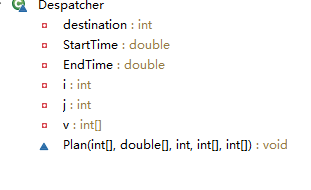 Despatcher
destination : int
StartTime : double
EndTime : double
i : int
j : int
v : int[]
Plan(int[], double[], int, int[], int[]) : void